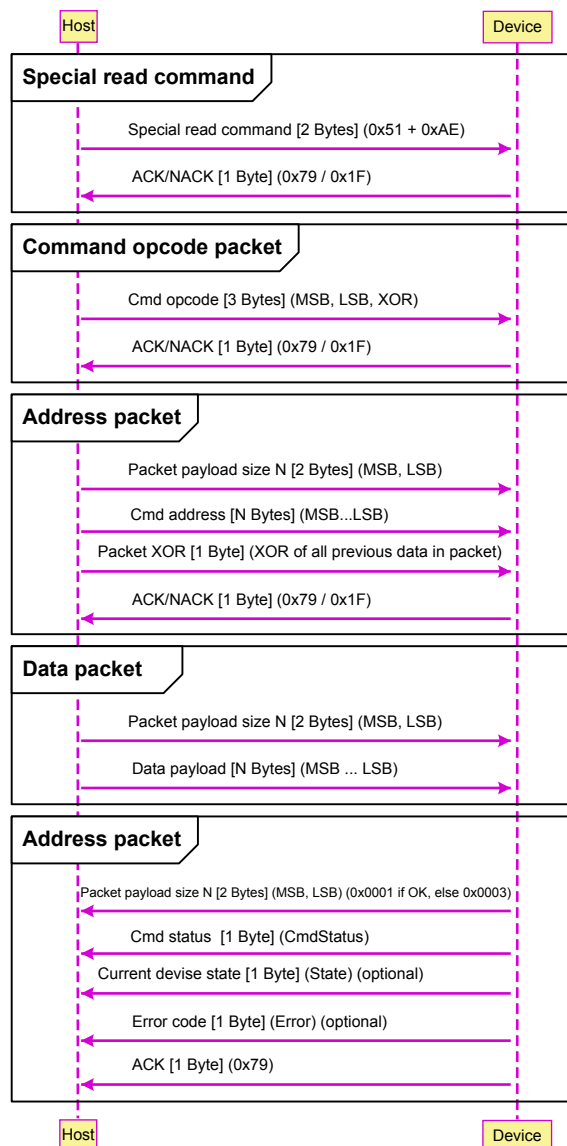 Host
Device
Special read command
Special read command [2 Bytes] (0x51 + 0xAE)
ACK/NACK [1 Byte] (0x79 / 0x1F)
Command opcode packet
Cmd opcode [3 Bytes] (MSB, LSB, XOR)
ACK/NACK [1 Byte] (0x79 / 0x1F)
Address packet
Packet payload size N [2 Bytes] (MSB, LSB)
Cmd address [N Bytes] (MSB...LSB)
Packet XOR [1 Byte] (XOR of all previous data in packet)
ACK/NACK [1 Byte] (0x79 / 0x1F)
Data packet
Packet payload size N [2 Bytes] (MSB, LSB)
Data payload [N Bytes] (MSB ... LSB)
Address packet
Packet payload size N [2 Bytes] (MSB, LSB) (0x0001 if OK, else 0x0003)
Cmd status [1 Byte] (CmdStatus)
Current devise state [1 Byte] (State) (optional)
Error code [1 Byte] (Error) (optional)
ACK [1 Byte] (0x79)
Host
Device